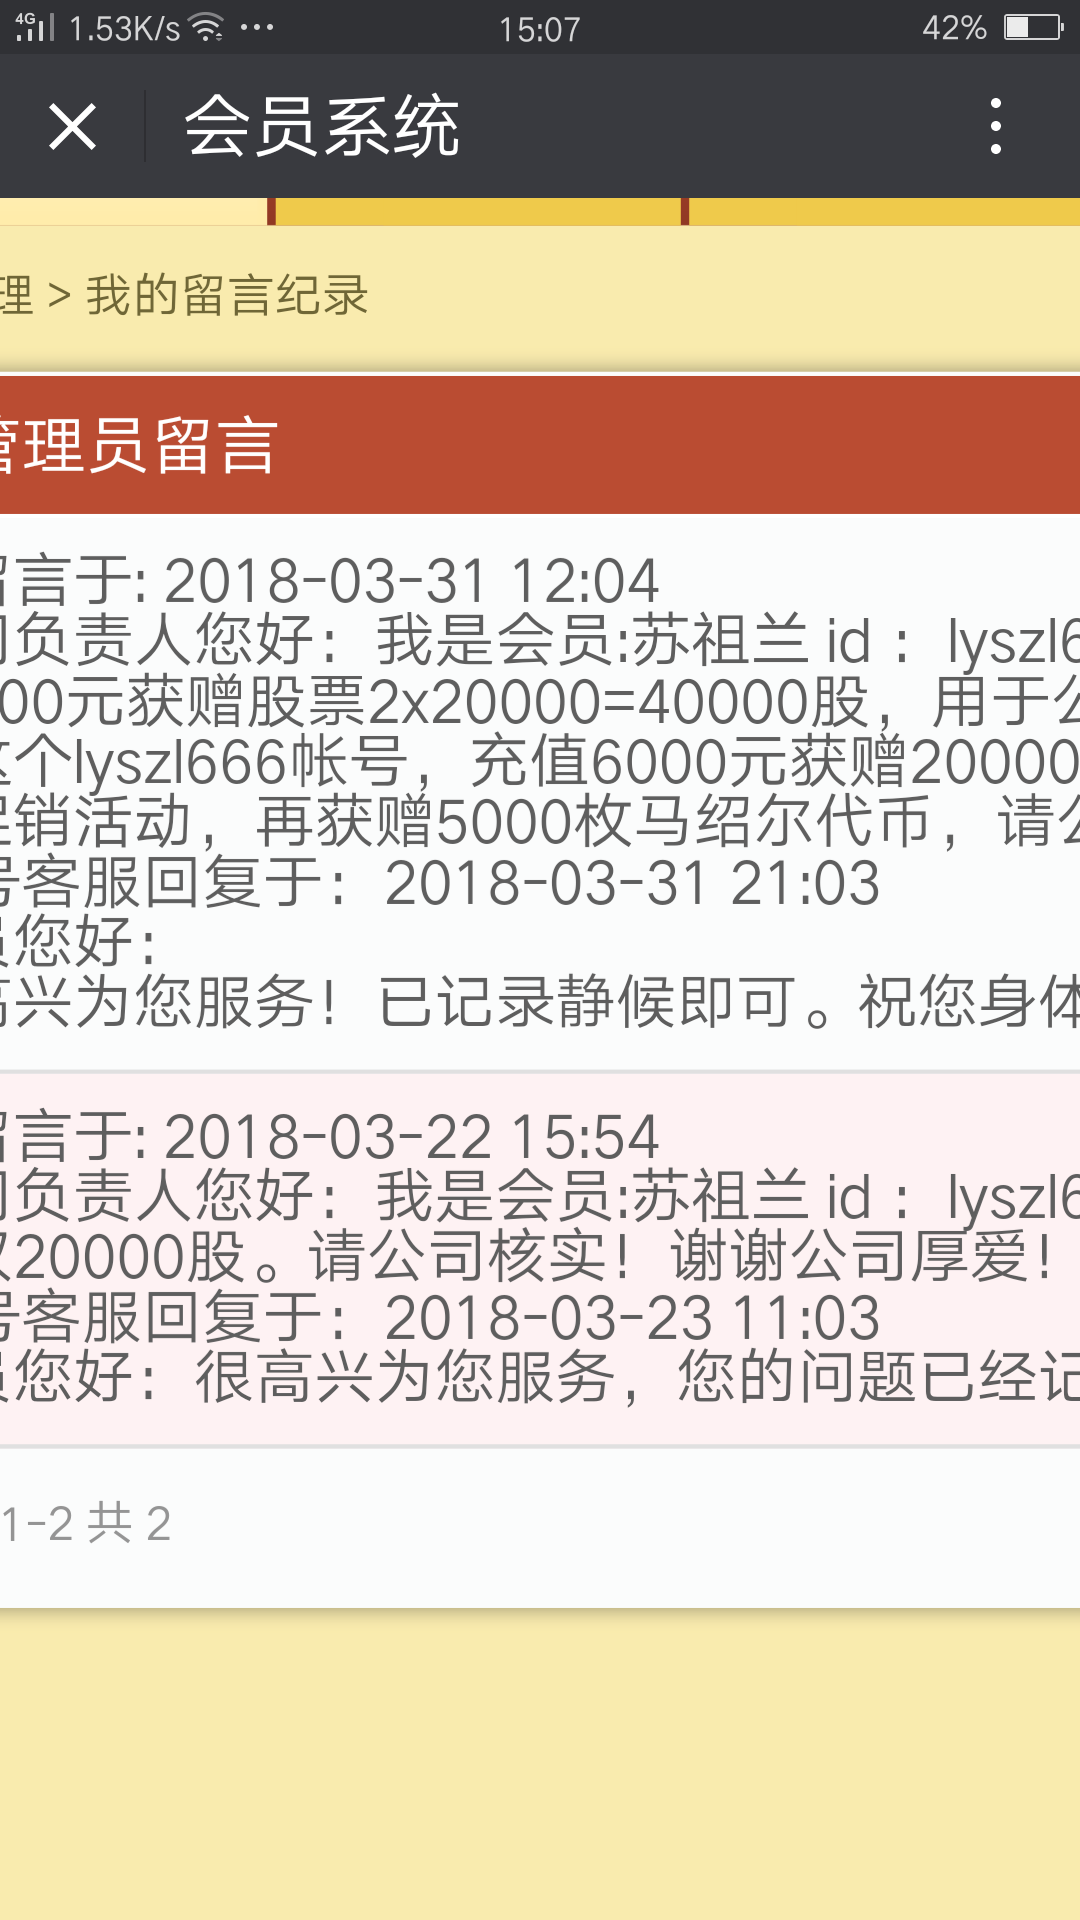 4G 1.53K/s 15:07 42%
会员系统
理 > 我的留言纪录
管理员留言
留言于: 2018-03-31 12:04
司负责人您好：我是会员:苏祖兰 id ：lyszl6
00元获赠股票2x20000=40000股，用于公
这个lyszl666帐号，充值6000元获赠20000
促销活动，再获赠5000枚马绍尔代币，请公
号客服回复于：2018-03-31 21:03
员您好：
高兴为您服务！已记录静候即可。祝您身体
留言于: 2018-03-22 15:54
司负责人您好：我是会员:苏祖兰 id ：lyszl6
20000股。请公司核实！谢谢公司厚爱！
号客服回复于：2018-03-23 11:03
员您好：很高兴为您服务，您的问题已经记
1-2 共 2